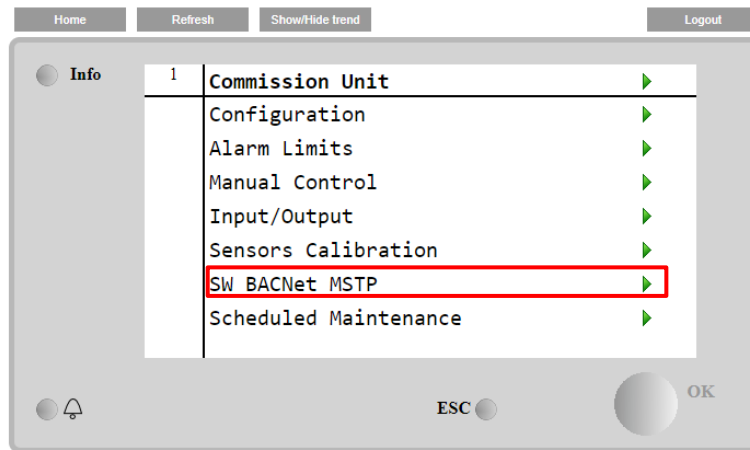 Home Refresh Show/Hide trend Logout
Info
1 Commission Unit
Configuration
Alarm Limits
Manual Control
Input/Output
Sensors Calibration
SW BACNet MSTP
Scheduled Maintenance
OK
ESC